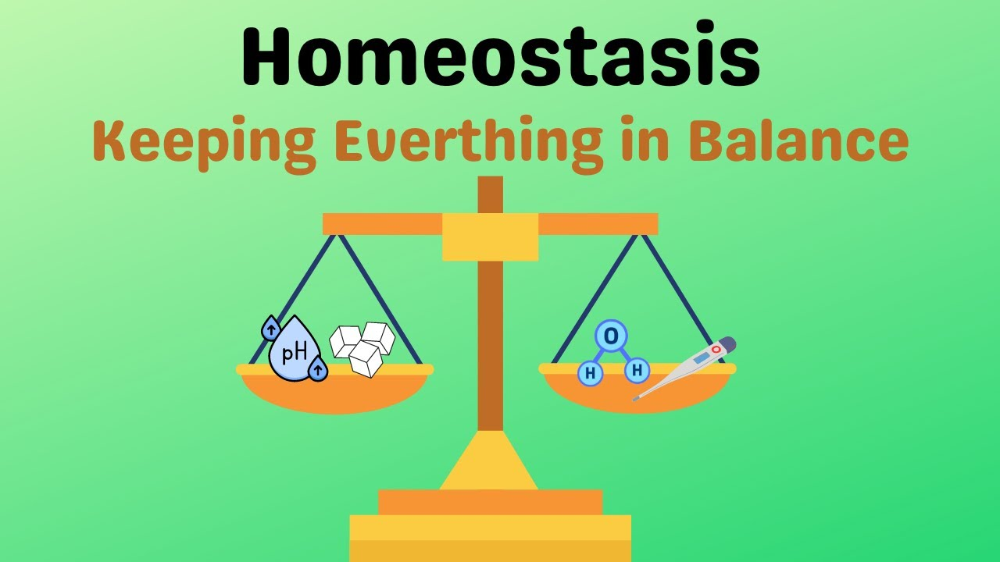 Homeostasis
Keeping Everthing in Balance
pH
O
H H